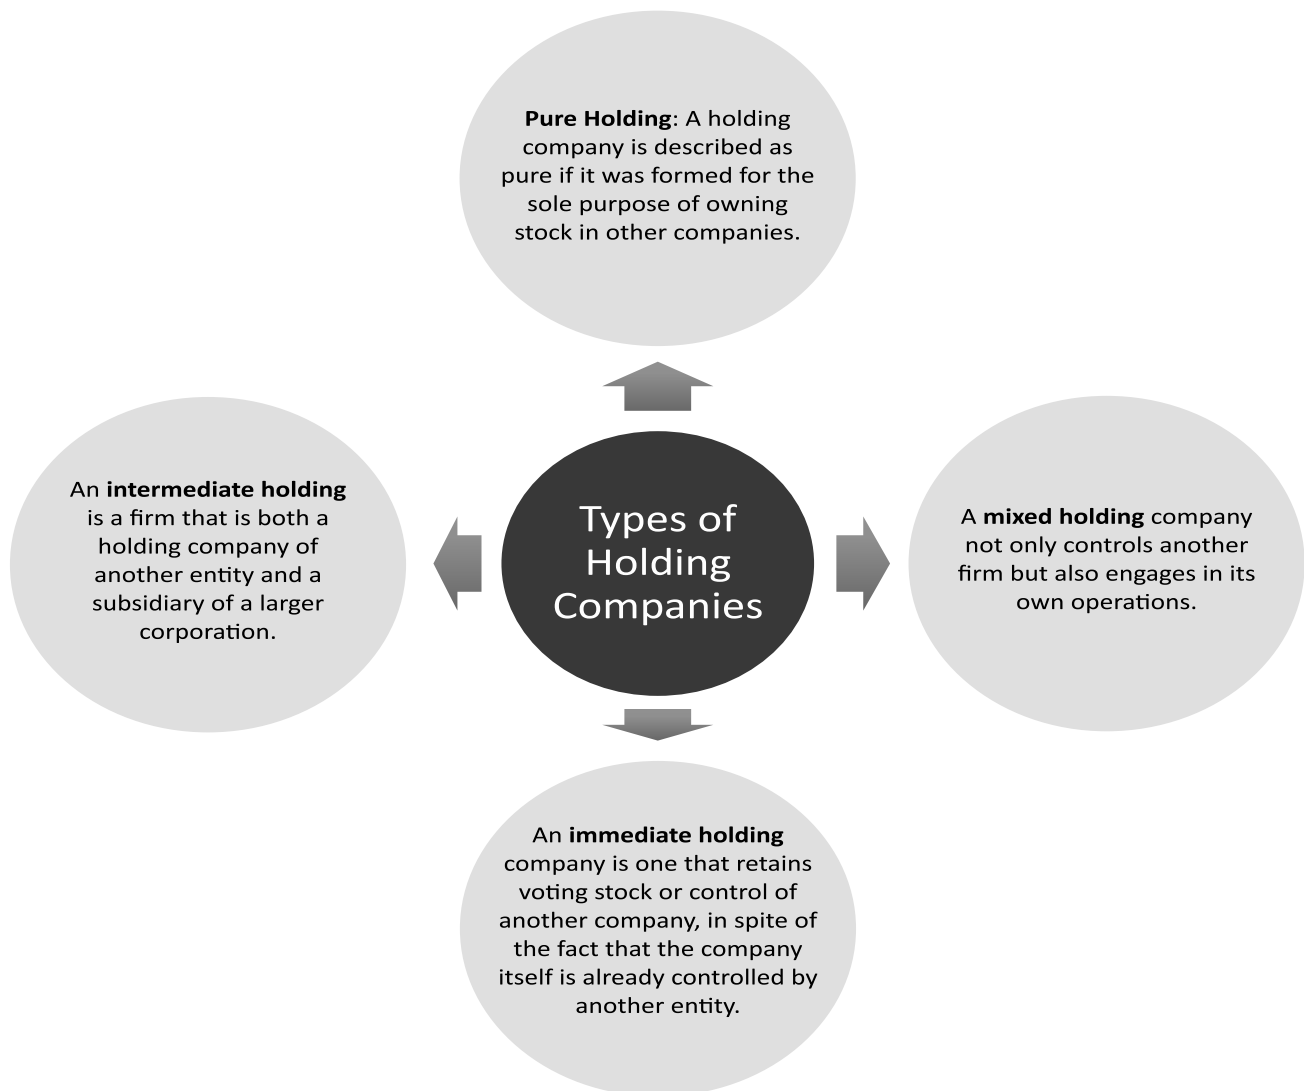 Pure Holding: A holding
company is described as
pure if it was formed for the
sole purpose of owning
stock in other companies.
An intermediate holding
is a firm that is both a
holding company of
another entity and a
subsidiary of a larger
corporation.
Types of
Holding
Companies
A mixed holding company
not only controls another
firm but also engages in its
own operations.
An immediate holding
company is one that retains
voting stock or control of
another company, in spite of
the fact that the company
itself is already controlled by
another entity.